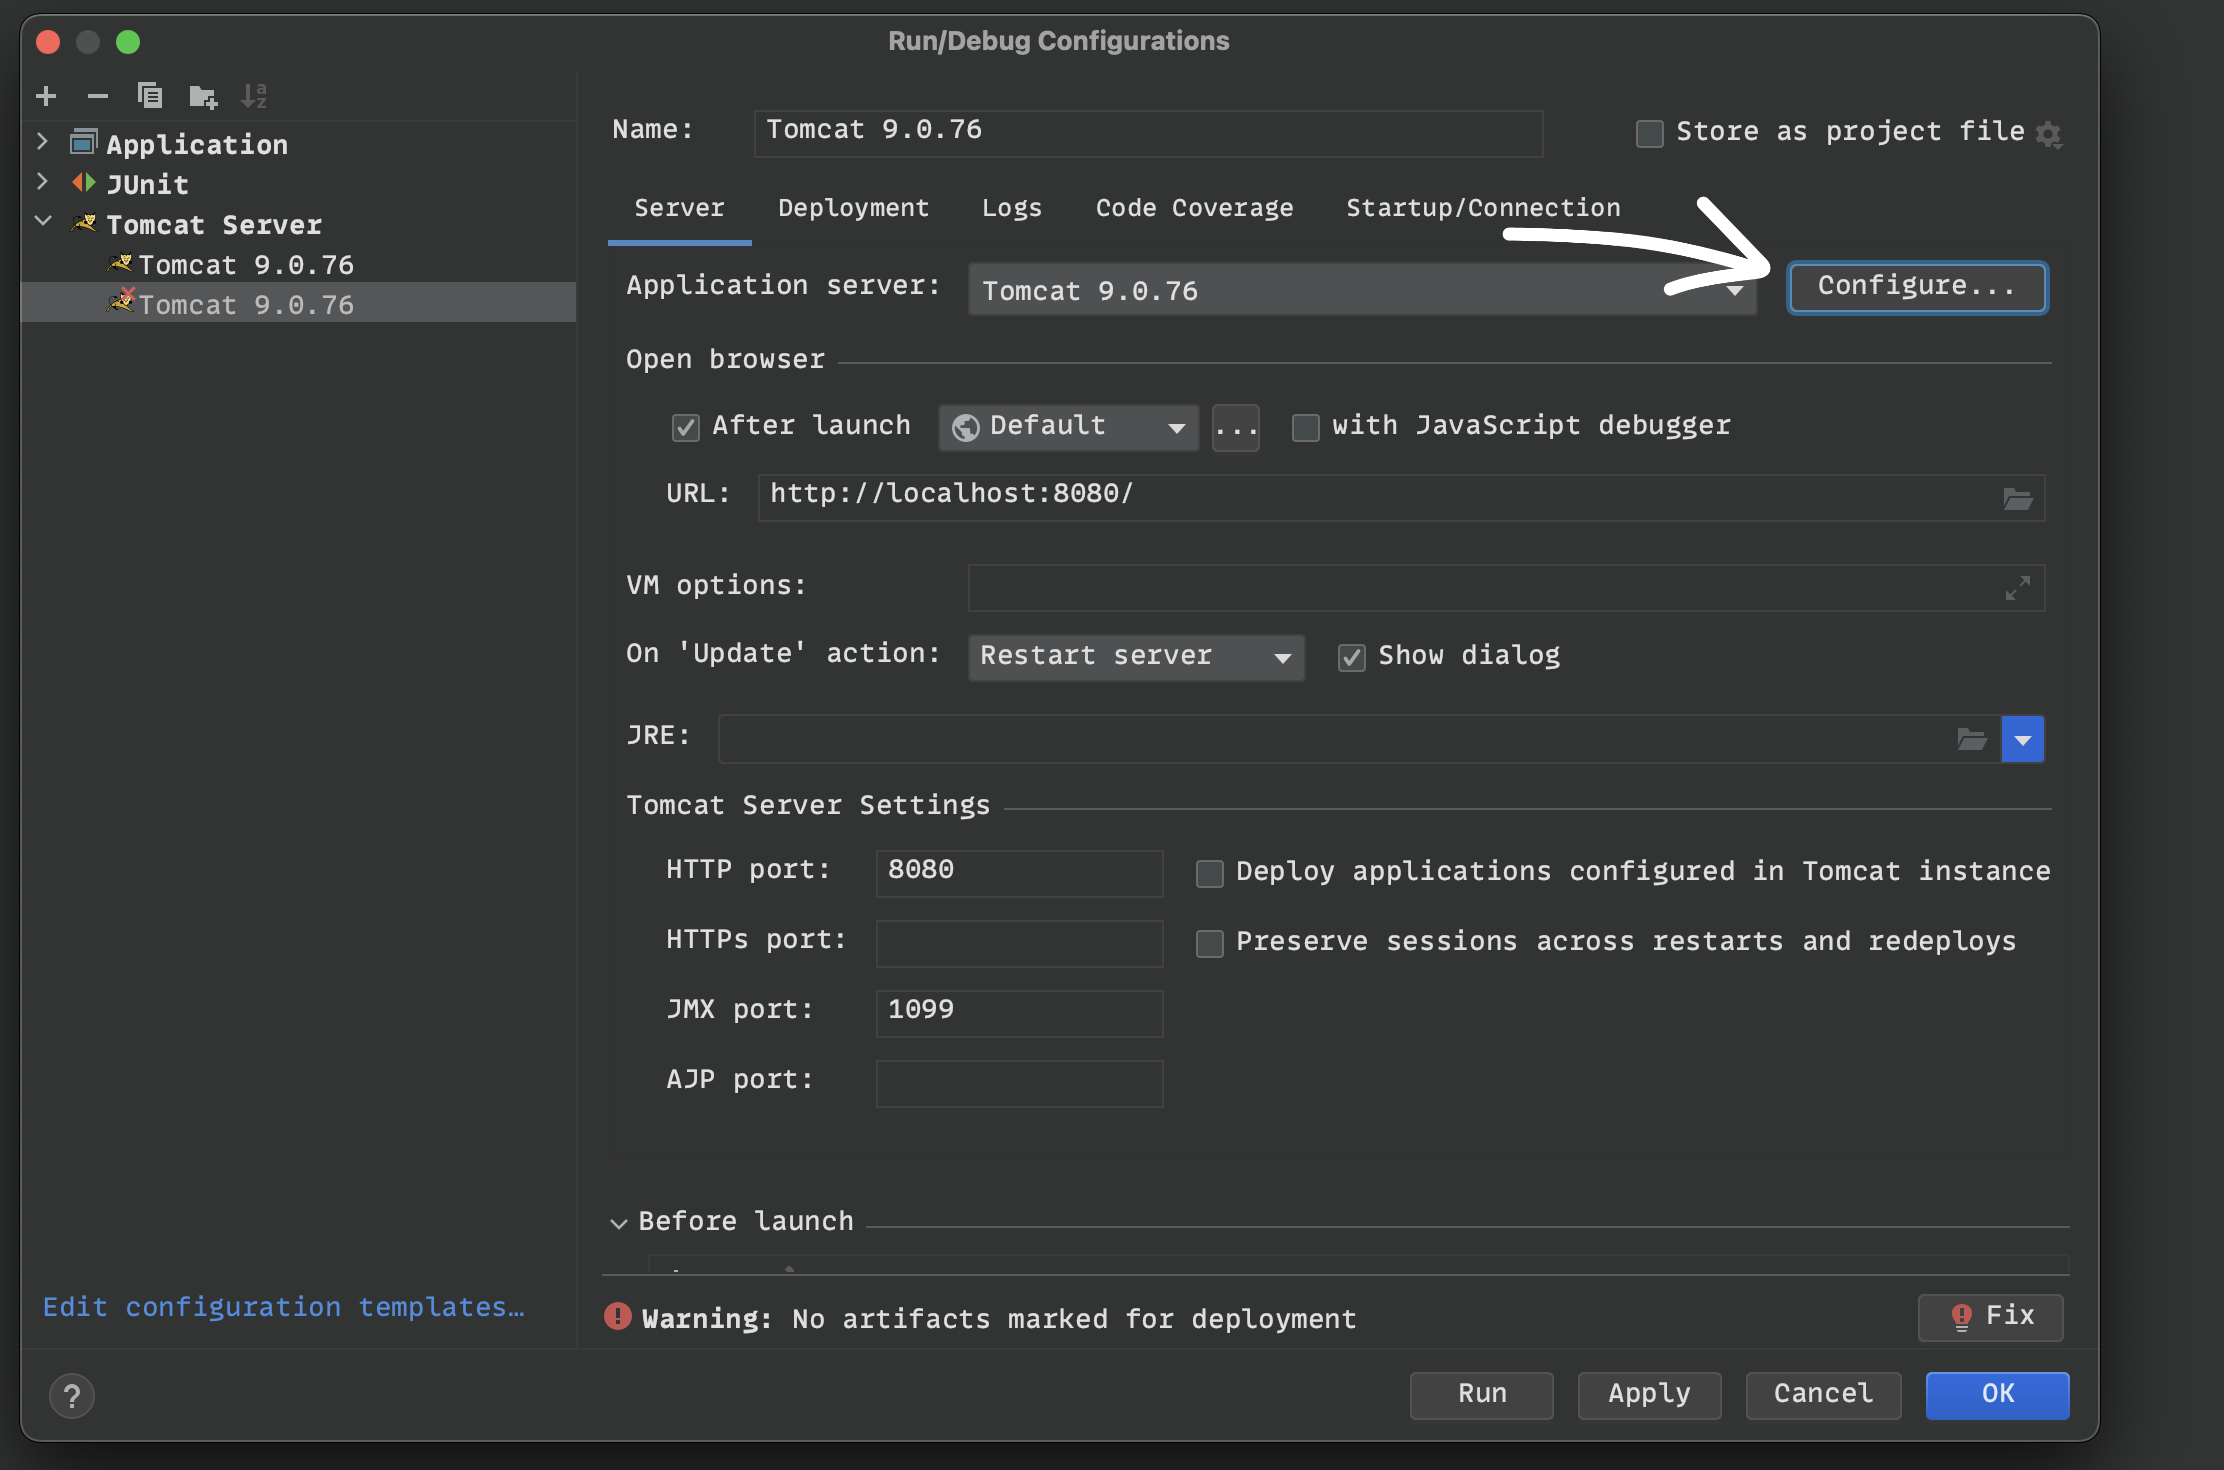 Run/Debug Configurations
Application
JUnit
Tomcat Server
Tomcat 9.0.76
Tomcat 9.0.76
Edit configuration templates…
Name: Tomcat 9.0.76 Store as project file
Server Deployment Logs Code Coverage Startup/Connection
Application server: Tomcat 9.0.76 Configure...
Open browser
After launch Default ... with JavaScript debugger
URL: http://localhost:8080/
VM options:
On 'Update' action: Restart server Show dialog
JRE:
Tomcat Server Settings
HTTP port: 8080 Deploy applications configured in Tomcat instance
HTTPs port: Preserve sessions across restarts and redeploys
JMX port: 1099
AJP port:
Before launch
Warning: No artifacts marked for deployment Fix
? Run Apply Cancel OK